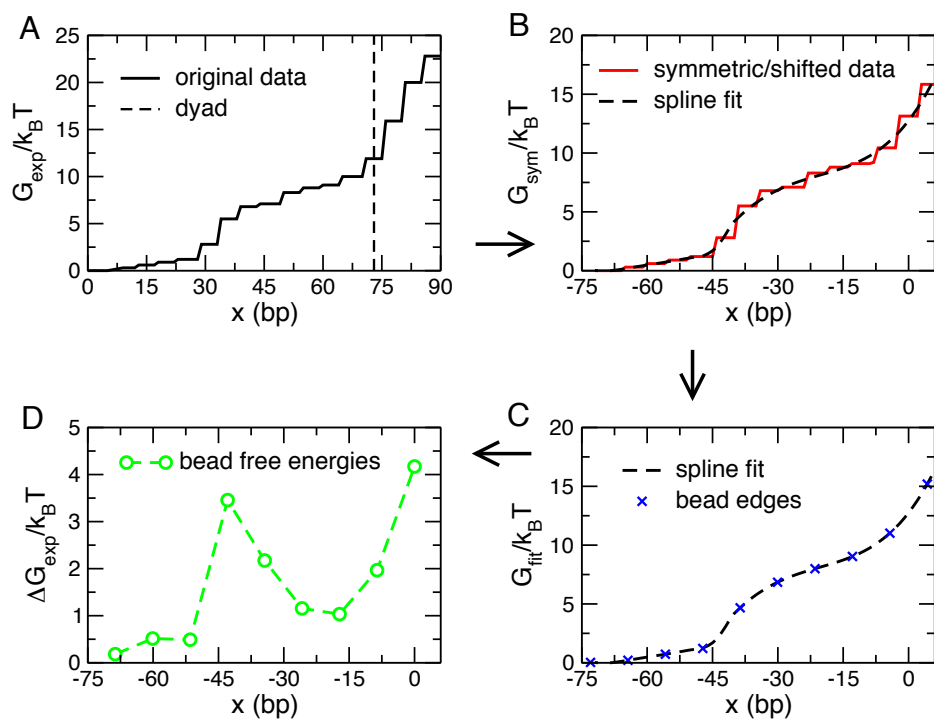 A
25
20
15
10
5
0
G_exp/k_BT
original data
dyad
0 15 30 45 60 75 90
x (bp)
B
20
15
10
5
0
G_sym/k_BT
symmetric/shifted data
spline fit
-75 -60 -45 -30 -15 0
x (bp)
D
5
4
3
2
1
0
ΔG_exp/k_BT
bead free energies
-75 -60 -45 -30 -15 0
x (bp)
C
20
15
10
5
0
G_fit/k_BT
spline fit
bead edges
-75 -60 -45 -30 -15 0
x (bp)